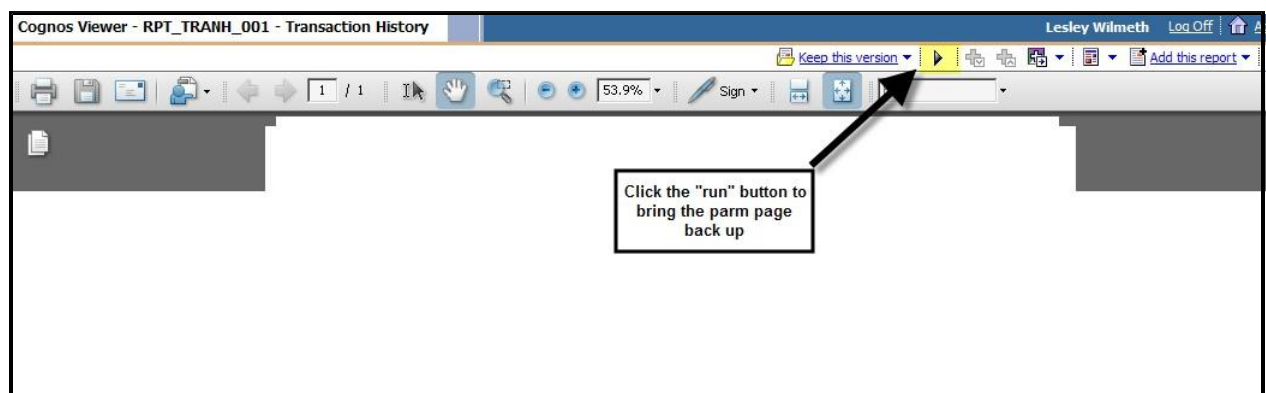 Cognos Viewer - RPT_TRANH_001 - Transaction History Lesley Wilmeth Log Off
Keep this version Add this report
1 / 1 53.9% Sign
Click the "run" button to
bring the parm page
back up